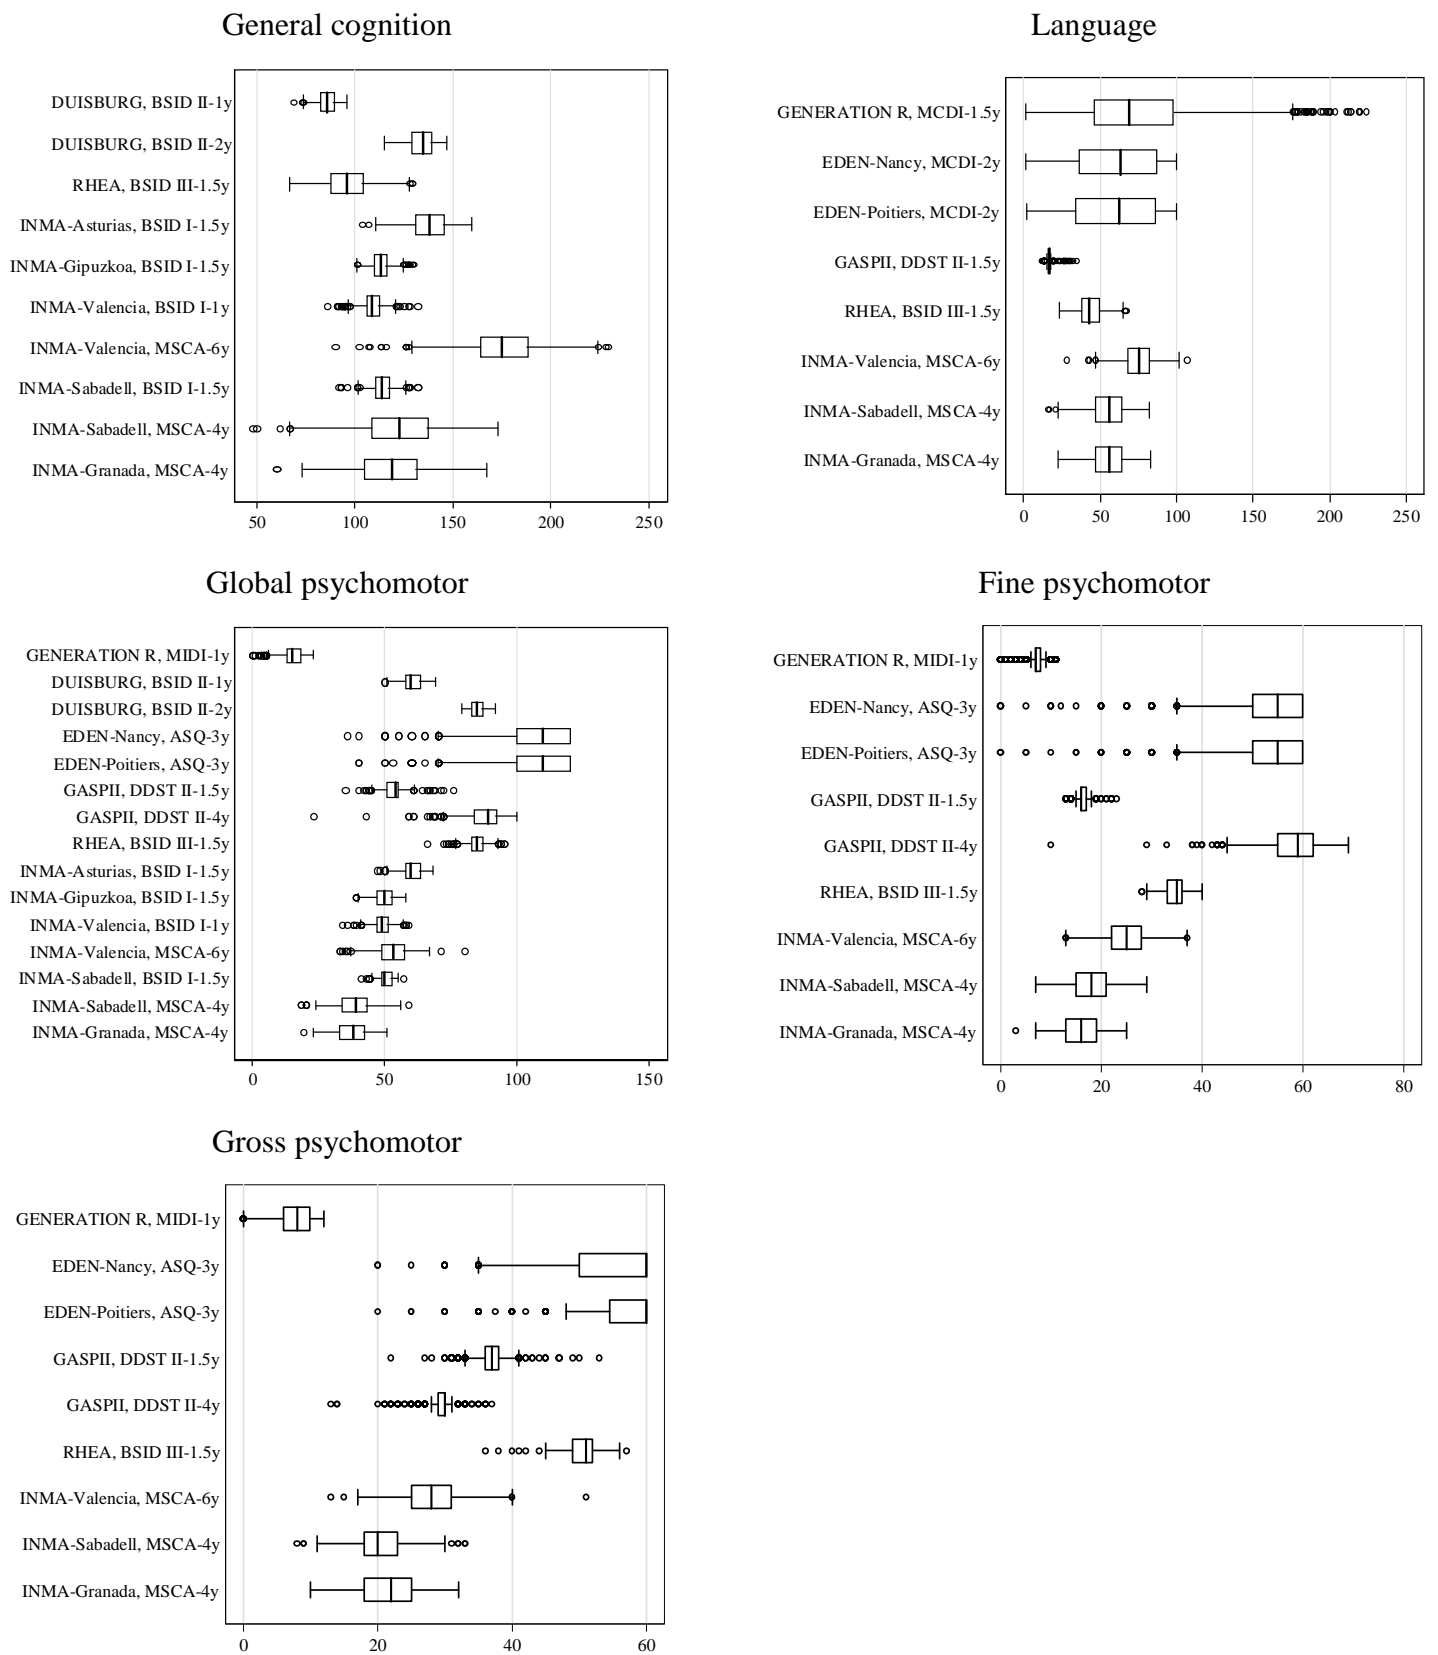 General cognition
DUISBURG, BSID II-1y
DUISBURG, BSID II-2y
RHEA, BSID III-1.5y
INMA-Asturias, BSID I-1.5y
INMA-Gipuzkoa, BSID I-1.5y
INMA-Valencia, BSID I-1y
INMA-Valencia, MSCA-6y
INMA-Sabadell, BSID I-1.5y
INMA-Sabadell, MSCA-4y
INMA-Granada, MSCA-4y
50 100 150 200 250
Language
GENERATION R, MCDI-1.5y
EDEN-Nancy, MCDI-2y
EDEN-Poitiers, MCDI-2y
GASPII, DDST II-1.5y
RHEA, BSID III-1.5y
INMA-Valencia, MSCA-6y
INMA-Sabadell, MSCA-4y
INMA-Granada, MSCA-4y
0 50 100 150 200 250
Global psychomotor
GENERATION R, MIDI-1y
DUISBURG, BSID II-1y
DUISBURG, BSID II-2y
EDEN-Nancy, ASQ-3y
EDEN-Poitiers, ASQ-3y
GASPII, DDST II-1.5y
GASPII, DDST II-4y
RHEA, BSID III-1.5y
INMA-Asturias, BSID I-1.5y
INMA-Gipuzkoa, BSID I-1.5y
INMA-Valencia, BSID I-1y
INMA-Valencia, MSCA-6y
INMA-Sabadell, BSID I-1.5y
INMA-Sabadell, MSCA-4y
INMA-Granada, MSCA-4y
0 50 100 150
Fine psychomotor
GENERATION R, MIDI-1y
EDEN-Nancy, ASQ-3y
EDEN-Poitiers, ASQ-3y
GASPII, DDST II-1.5y
GASPII, DDST II-4y
RHEA, BSID III-1.5y
INMA-Valencia, MSCA-6y
INMA-Sabadell, MSCA-4y
INMA-Granada, MSCA-4y
0 20 40 60 80
Gross psychomotor
GENERATION R, MIDI-1y
EDEN-Nancy, ASQ-3y
EDEN-Poitiers, ASQ-3y
GASPII, DDST II-1.5y
GASPII, DDST II-4y
RHEA, BSID III-1.5y
INMA-Valencia, MSCA-6y
INMA-Sabadell, MSCA-4y
INMA-Granada, MSCA-4y
0 20 40 60